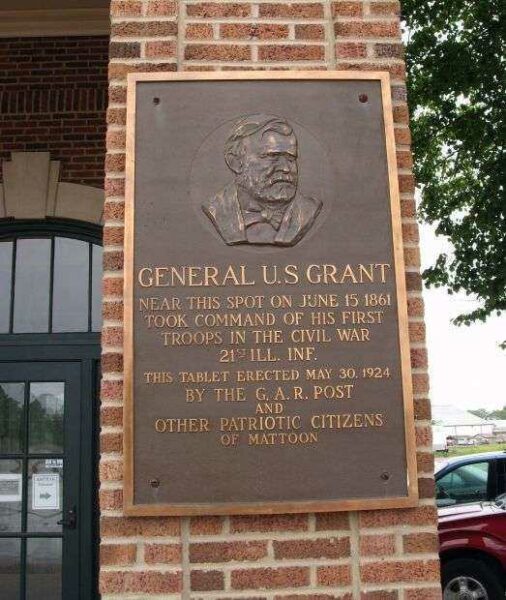 GENERAL U.S GRANT
NEAR THIS SPOT ON JUNE 15 1861
TOOK COMMAND OF HIS FIRST
TROOPS IN THE CIVIL WAR
21ST ILL. INF.
THIS TABLET ERECTED MAY 30. 1924
BY THE G.A.R. POST
AND
OTHER PATRIOTIC CITIZENS
OF MATTOON